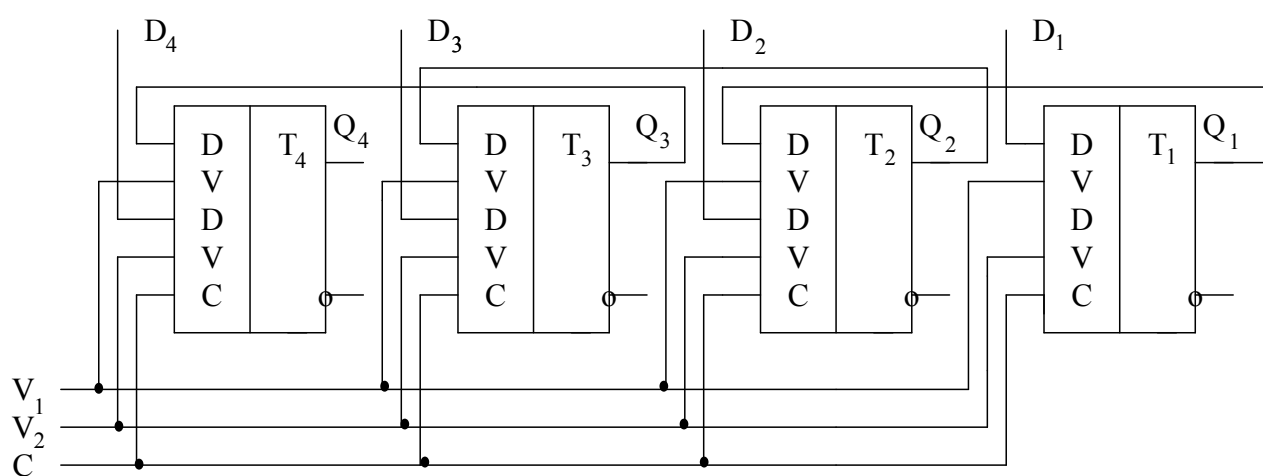 D₄ D₃ D₂ D₁
Q₄ Q₃ Q₂ Q₁
D T₄ D T₃ D T₂ D T₁
V V V V
D D D D
V V V V
C C C C
V₁
V₂
C